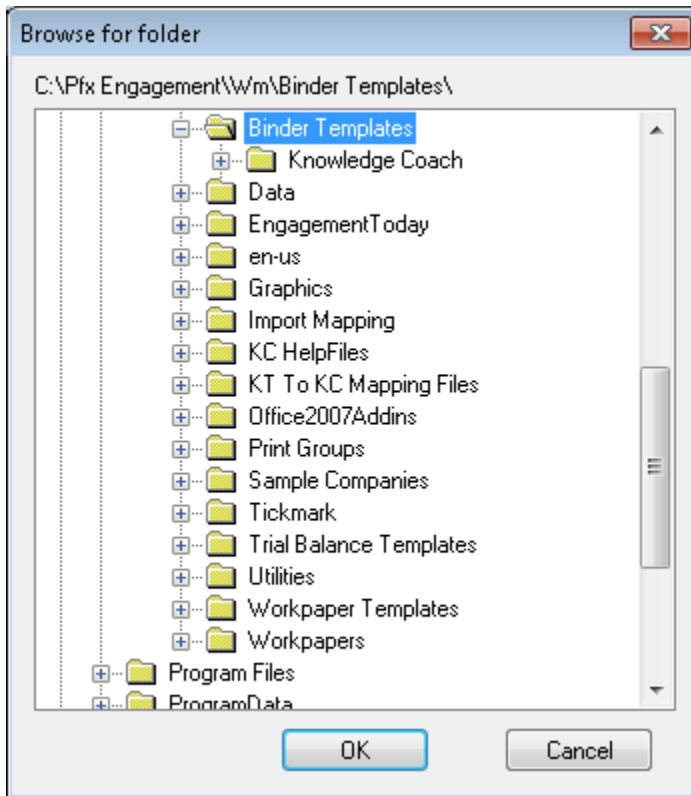 Browse for folder
C:\Pfx Engagement\Wm\Binder Templates\
Binder Templates
Knowledge Coach
Data
EngagementToday
en-us
Graphics
Import Mapping
KC HelpFiles
KT To KC Mapping Files
Office2007Addins
Print Groups
Sample Companies
Tickmark
Trial Balance Templates
Utilities
Workpaper Templates
Workpapers
Program Files
ProgramData
OK Cancel